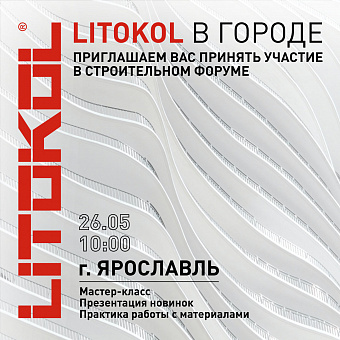 LITOKOL®
LITOKOL В ГОРОДЕ
ПРИГЛАШАЕМ ВАС ПРИНЯТЬ УЧАСТИЕ
В СТРОИТЕЛЬНОМ ФОРУМЕ
26.05
10:00
г. ЯРОСЛАВЛЬ
Мастер-класс
Презентация новинок
Практика работы с материалами